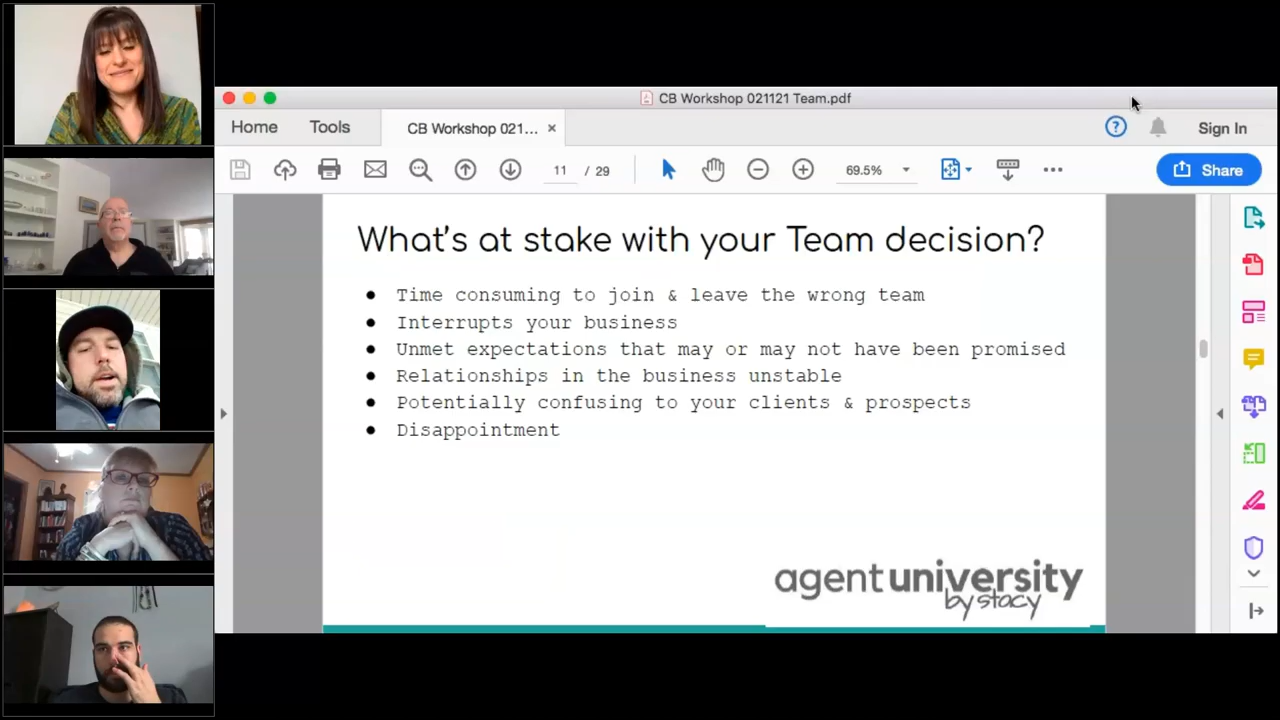 CB Workshop 021121 Team.pdf
Home
Tools
CB Workshop 021...
Sign In
11 / 29
69.5%
Share
What's at stake with your Team decision?
● Time consuming to join & leave the wrong team
● Interrupts your business
● Unmet expectations that may or may not have been promised
● Relationships in the business unstable
● Potentially confusing to your clients & prospects
● Disappointment
agent university
by stacy